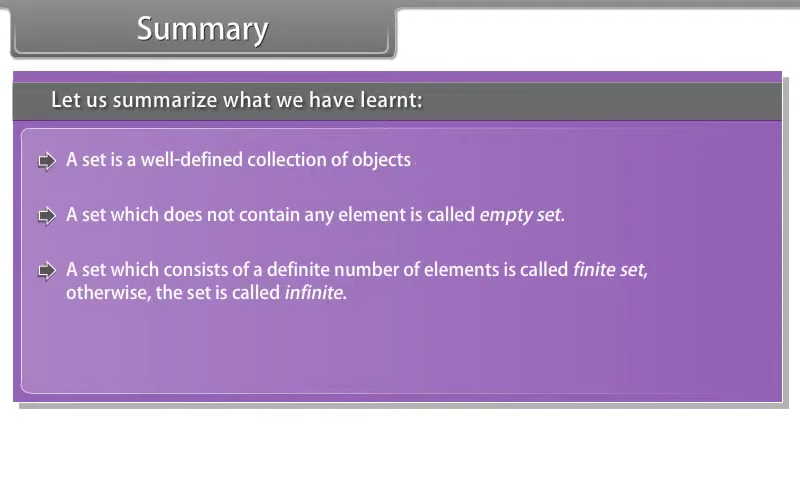 Summary
Let us summarize what we have learnt:
A set is a well-defined collection of objects
A set which does not contain any element is called empty set.
A set which consists of a definite number of elements is called finite set,
otherwise, the set is called infinite.